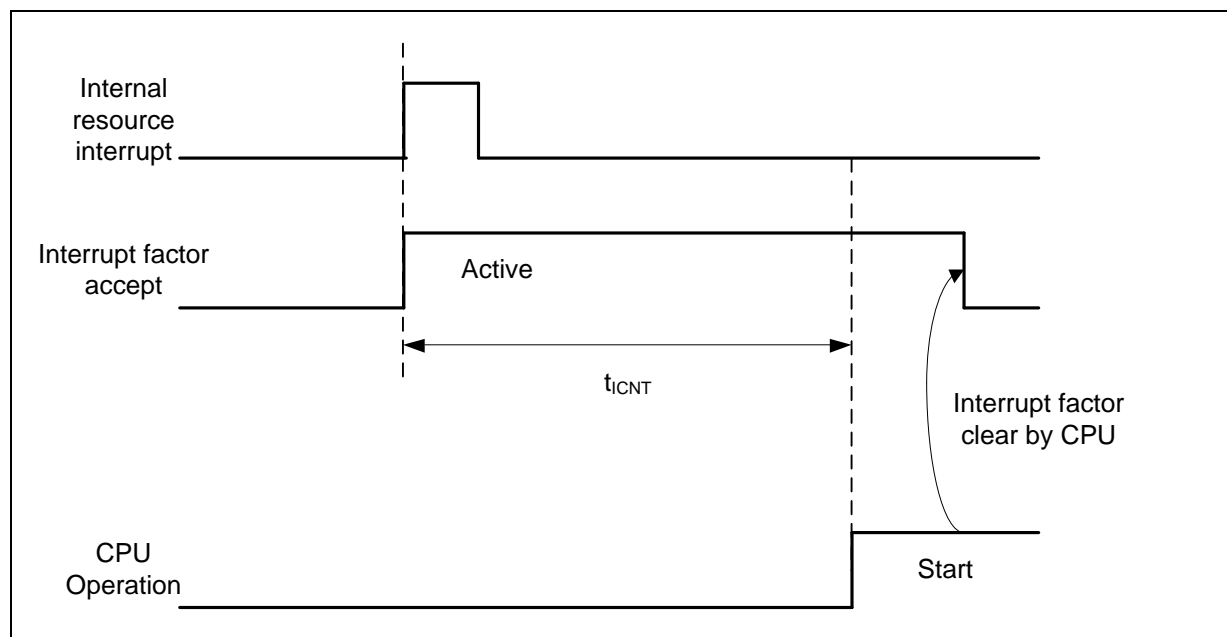 Internal
resource
interrupt
Interrupt factor
accept
Active
tICNT
Interrupt factor
clear by CPU
CPU
Operation
Start